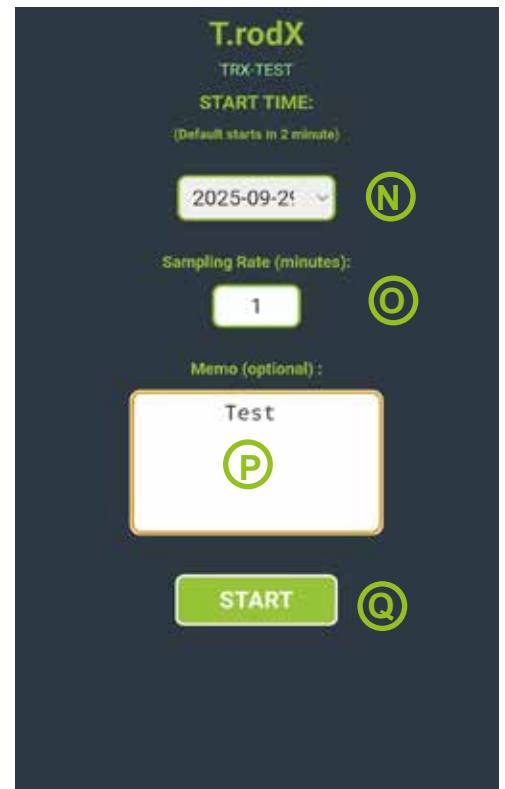 T.rodX
TRX-TEST
START TIME:
(Default starts in 2 minute)
2025-09-29
N
Sampling Rate (minutes):
1
O
Memo (optional) :
Test
P
START
Q